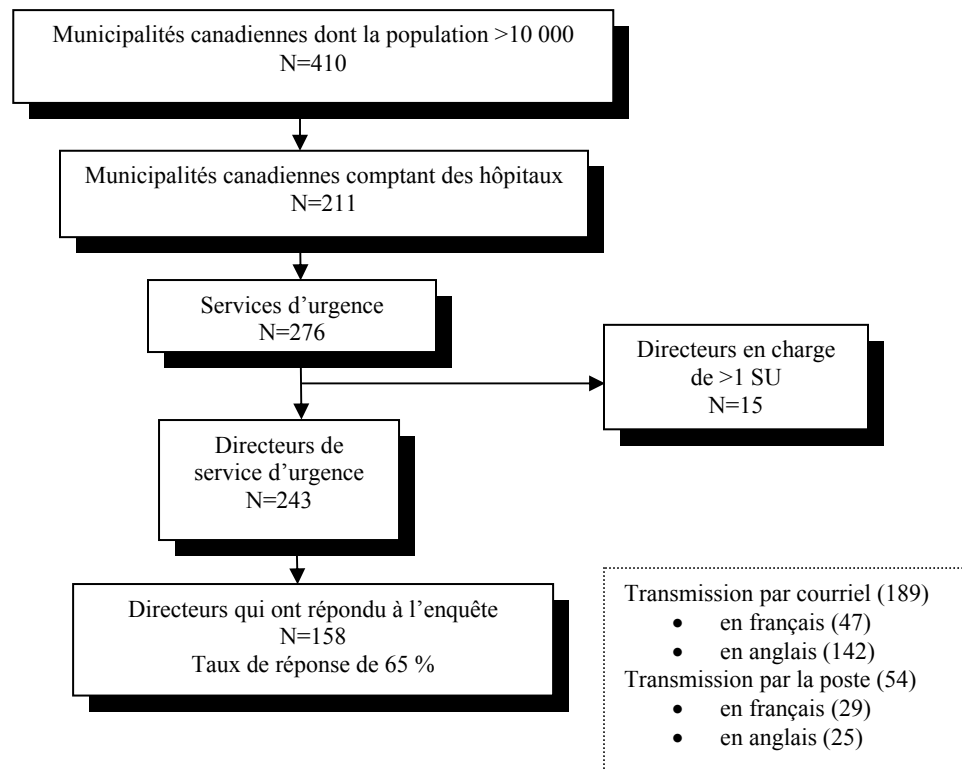 Municipalités canadiennes dont la population >10 000
N=410
Municipalités canadiennes comptant des hôpitaux
N=211
Services d’urgence
N=276
Directeurs en charge
de >1 SU
N=15
Directeurs de
service d’urgence
N=243
Directeurs qui ont répondu à l’enquête
N=158
Taux de réponse de 65 %
Transmission par courriel (189)
• en français (47)
• en anglais (142)
Transmission par la poste (54)
• en français (29)
• en anglais (25)